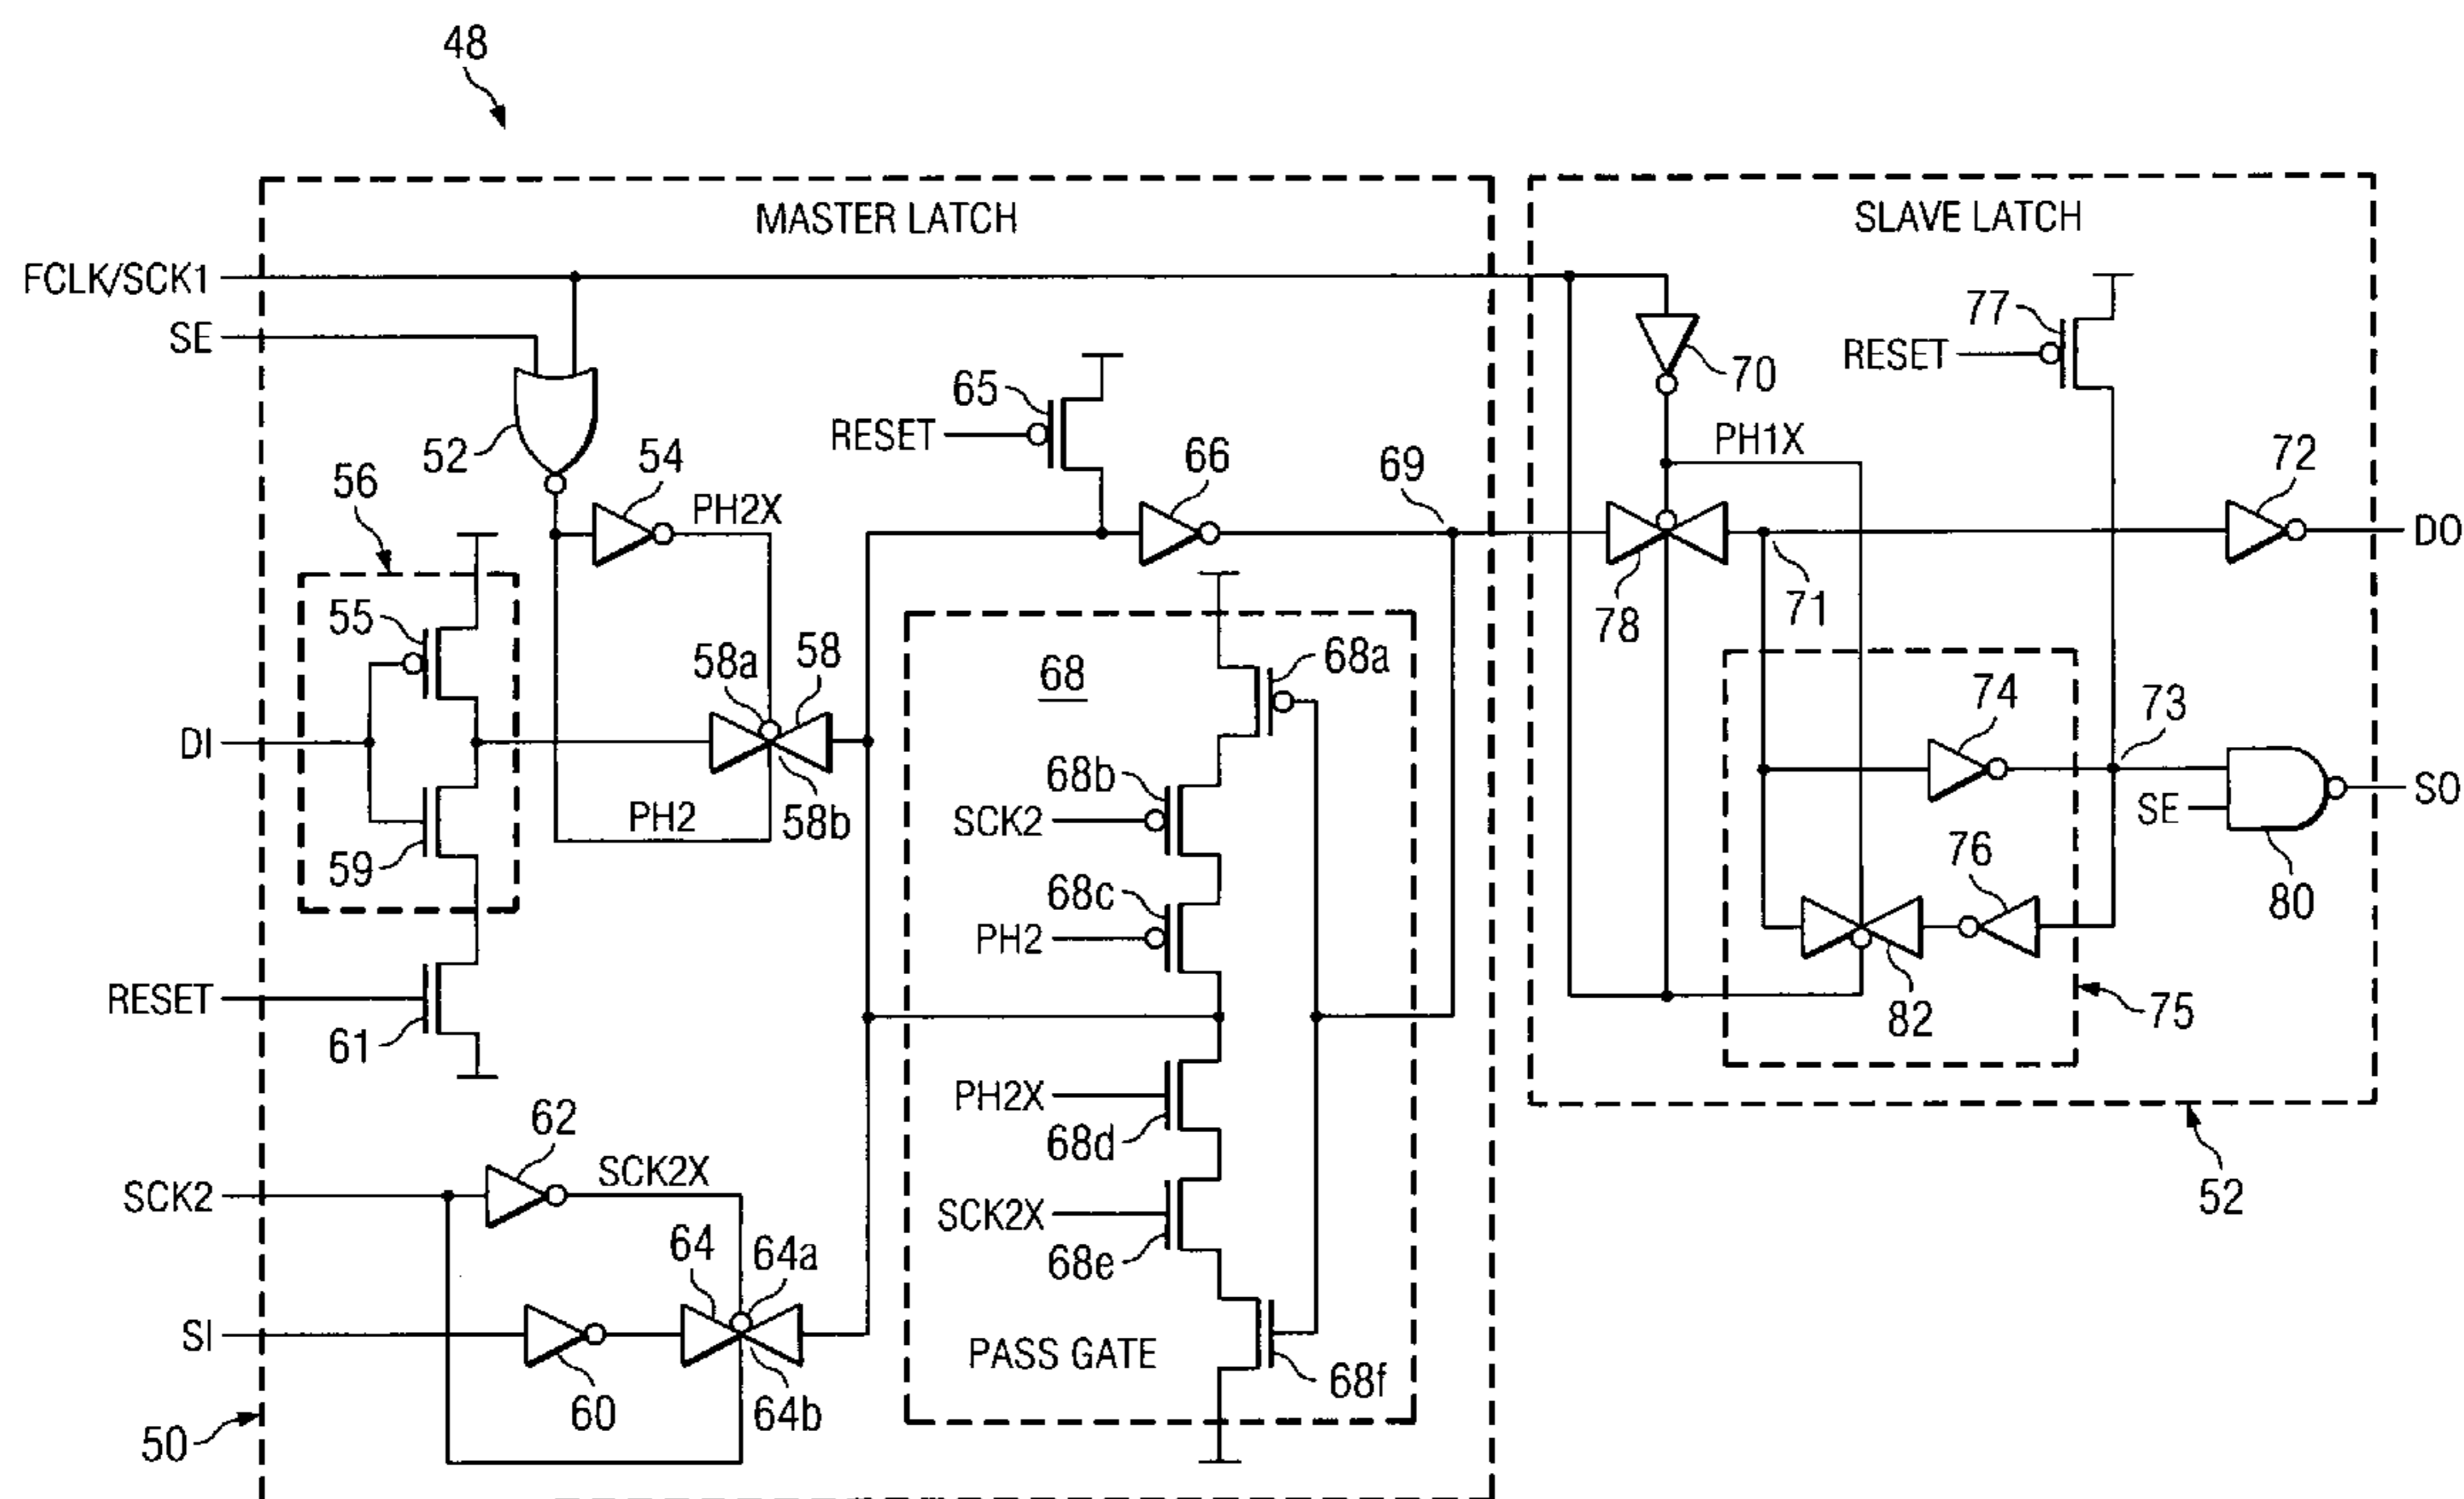 48
MASTER LATCH
SLAVE LATCH
FCLK/SCK1
SE
77
RESET
70
65
RESET
52
54
66
69
PH1X
72
56
PH2X
DO
55
58a
58
68
68a
78
71
74
73
DI
68b
SCK2
PH2
58b
SE
SO
59
68c
76
80
PH2
RESET
61
82
75
PH2X
68d
62
SCK2
SCK2X
52
SCK2X
68e
64
64a
SI
PASS GATE
68f
60
64b
50